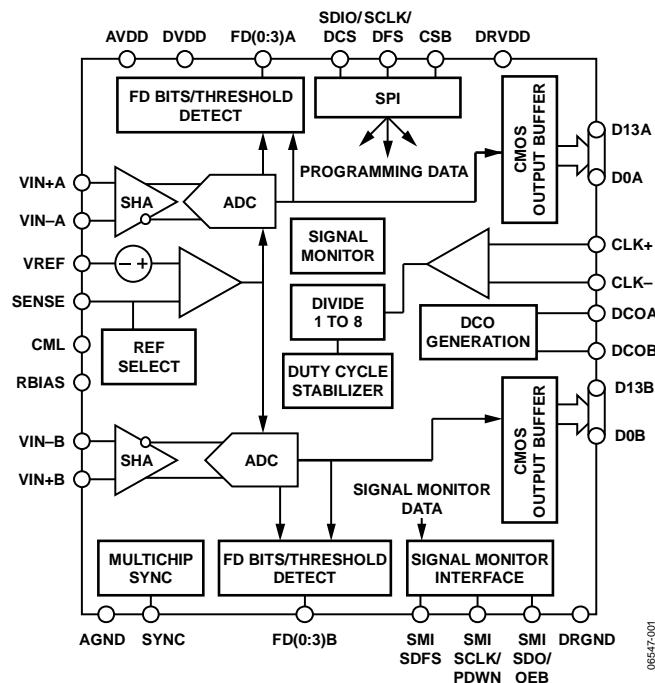 SDIO/ SCLK/
AVDD DVDD FD(0:3)A DCS DFS CSB DRVDD
FD BITS/THRESHOLD
DETECT
SPI
PROGRAMMING DATA
CMOS
OUTPUT BUFFER
D13A
D0A
VIN+A
VIN–A
SHA
ADC
VREF
– +
SENSE
REF
SELECT
CML
RBIAS
SIGNAL
MONITOR
DIVIDE
1 TO 8
DUTY CYCLE
STABILIZER
CLK+
CLK–
DCO
GENERATION
DCOA
DCOB
VIN–B
VIN+B
SHA
ADC
CMOS
OUTPUT BUFFER
D13B
D0B
SIGNAL MONITOR
DATA
MULTICHIP
SYNC
FD BITS/THRESHOLD
DETECT
SIGNAL MONITOR
INTERFACE
AGND SYNC FD(0:3)B SMI SMI SMI DRGND
SDFS SCLK/ SDO/
PDWN OEB
06547-001